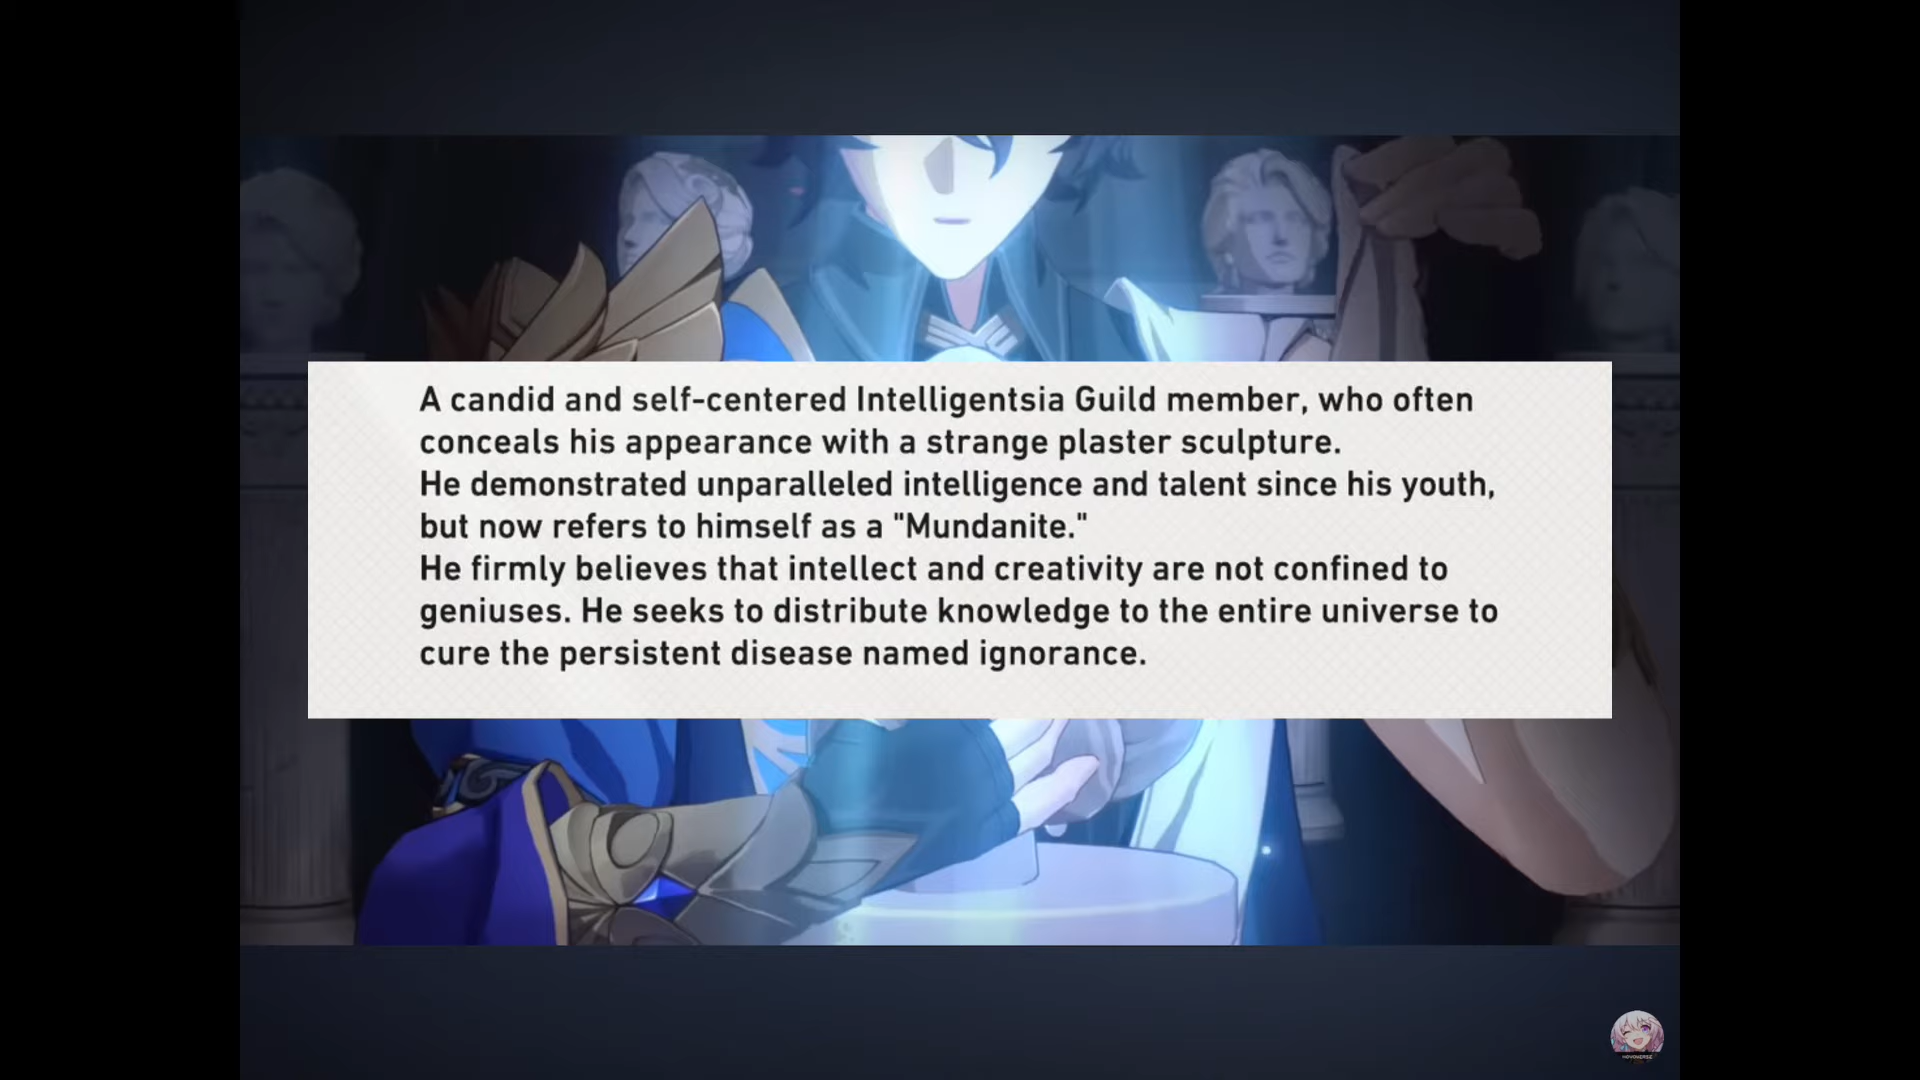 A candid and self-centered Intelligentsia Guild member, who often
conceals his appearance with a strange plaster sculpture.
He demonstrated unparalleled intelligence and talent since his youth,
but now refers to himself as a "Mundanite."
He firmly believes that intellect and creativity are not confined to
geniuses. He seeks to distribute knowledge to the entire universe to
cure the persistent disease named ignorance.
HOYOVERSE